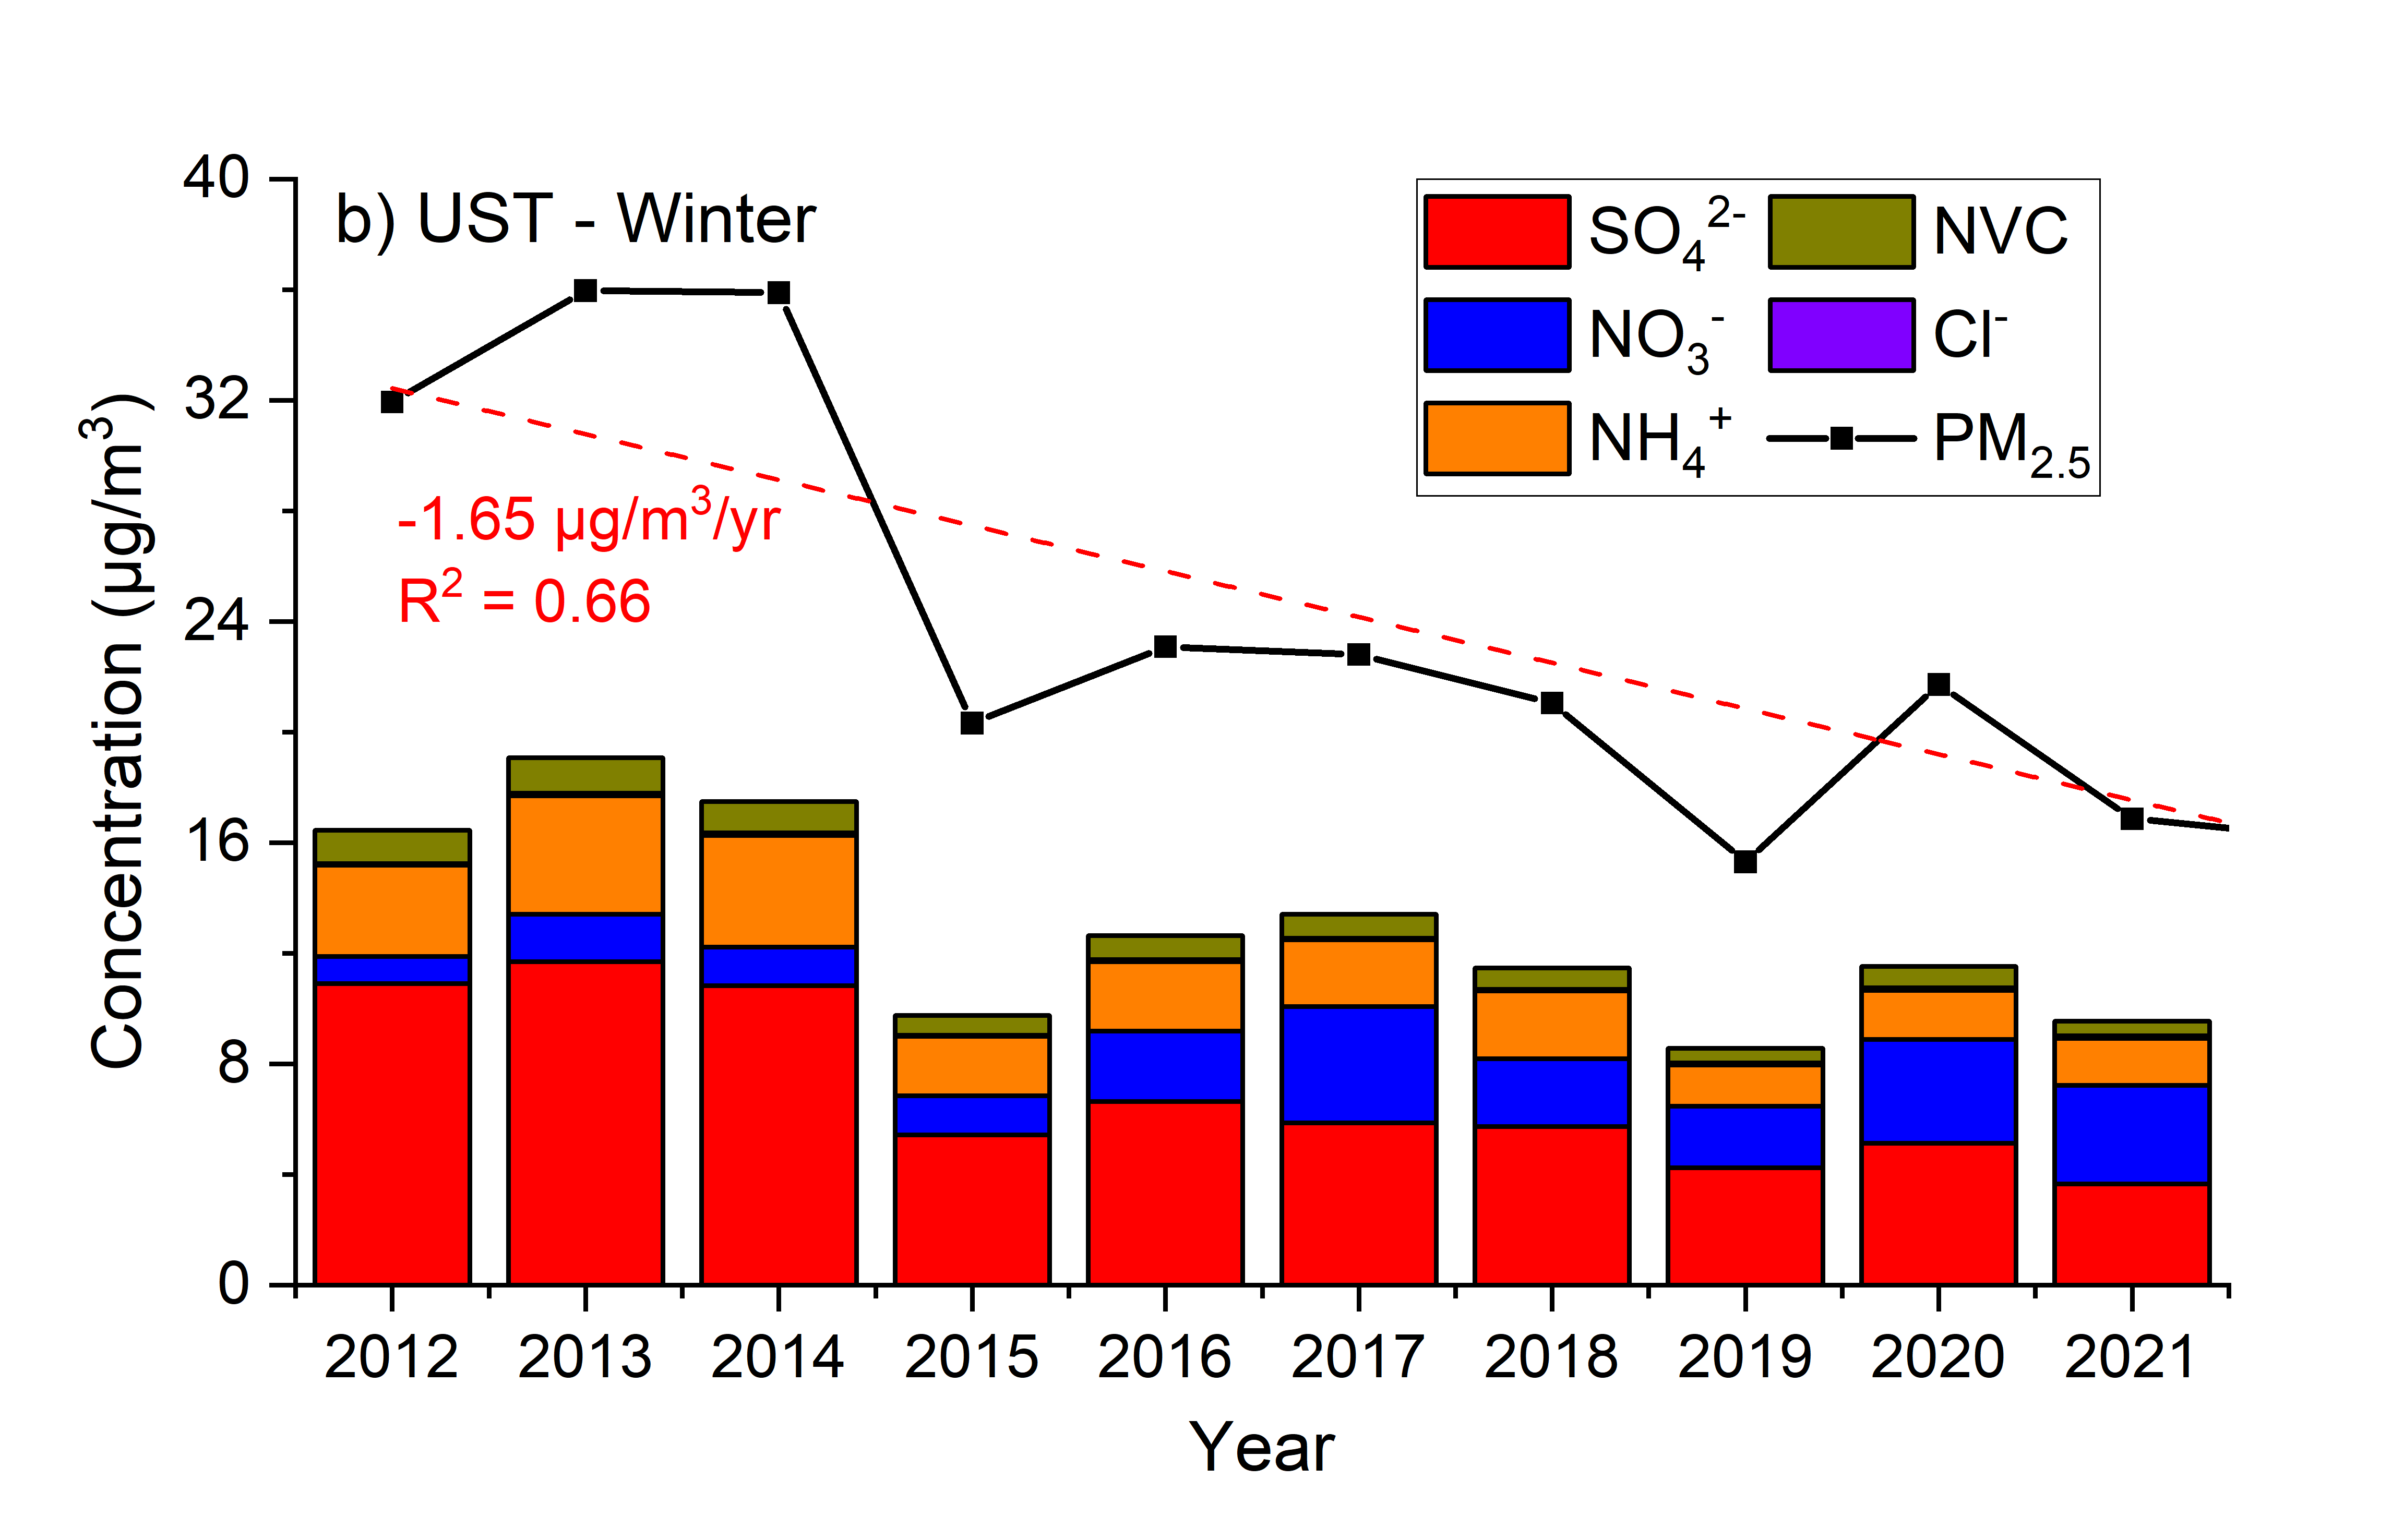 b) UST - Winter
SO₄²⁻ NVC
NO₃⁻ Cl⁻
NH₄⁺ PM₂.₅
-1.65 µg/m³/yr
R² = 0.66
Concentration (µg/m³)
40
32
24
16
8
0
2012 2013 2014 2015 2016 2017 2018 2019 2020 2021
Year